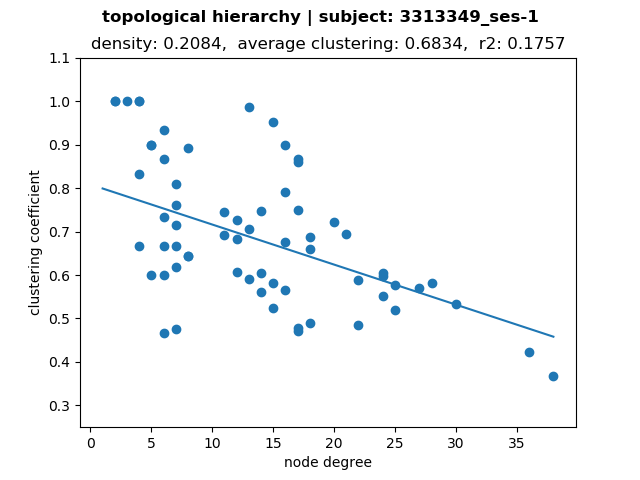 topological hierarchy | subject: 3313349_ses-1
density: 0.2084,  average clustering: 0.6834,  r2: 0.1757
1.1
1.0
0.9
0.8
0.7
0.6
0.5
0.4
0.3
clustering coefficient
0 5 10 15 20 25 30 35
node degree